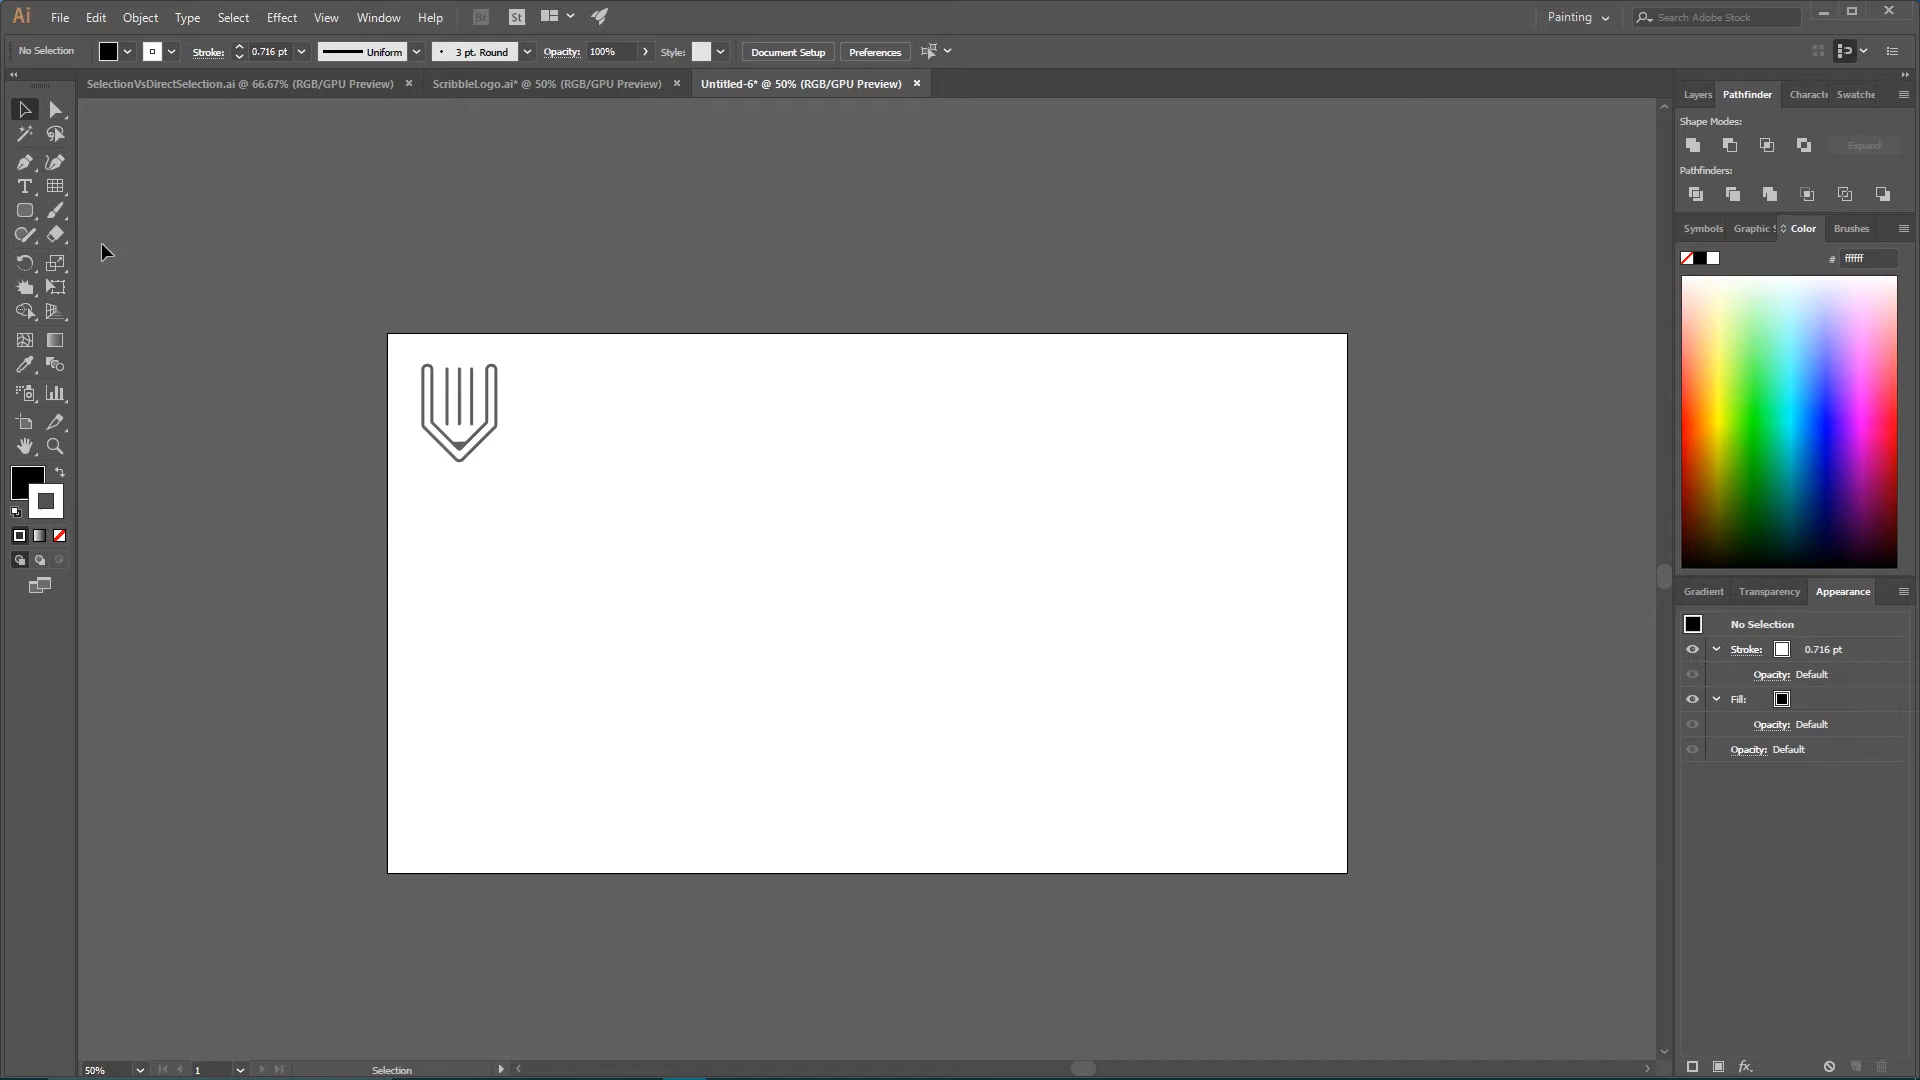 Ai File Edit Object Type Select Effect View Window Help Br St Painting Search Adobe Stock
No Selection Stroke: 0.716 pt Uniform 3 pt. Round Opacity: 100% Style: Document Setup Preferences
SelectionVsDirectSelection.ai @ 66.67% (RGB/GPU Preview) ScribbleLogo.ai* @ 50% (RGB/GPU Preview) Untitled-6* @ 50% (RGB/GPU Preview)
Layers Pathfinder Characte Swatche
Shape Modes:
Expand
Pathfinders:
Symbols Graphic S Color Brushes
# ffffff
Gradient Transparency Appearance
No Selection
Stroke: 0.716 pt
Opacity: Default
Fill:
Opacity: Default
Opacity: Default
fx.
50% 1 Selection